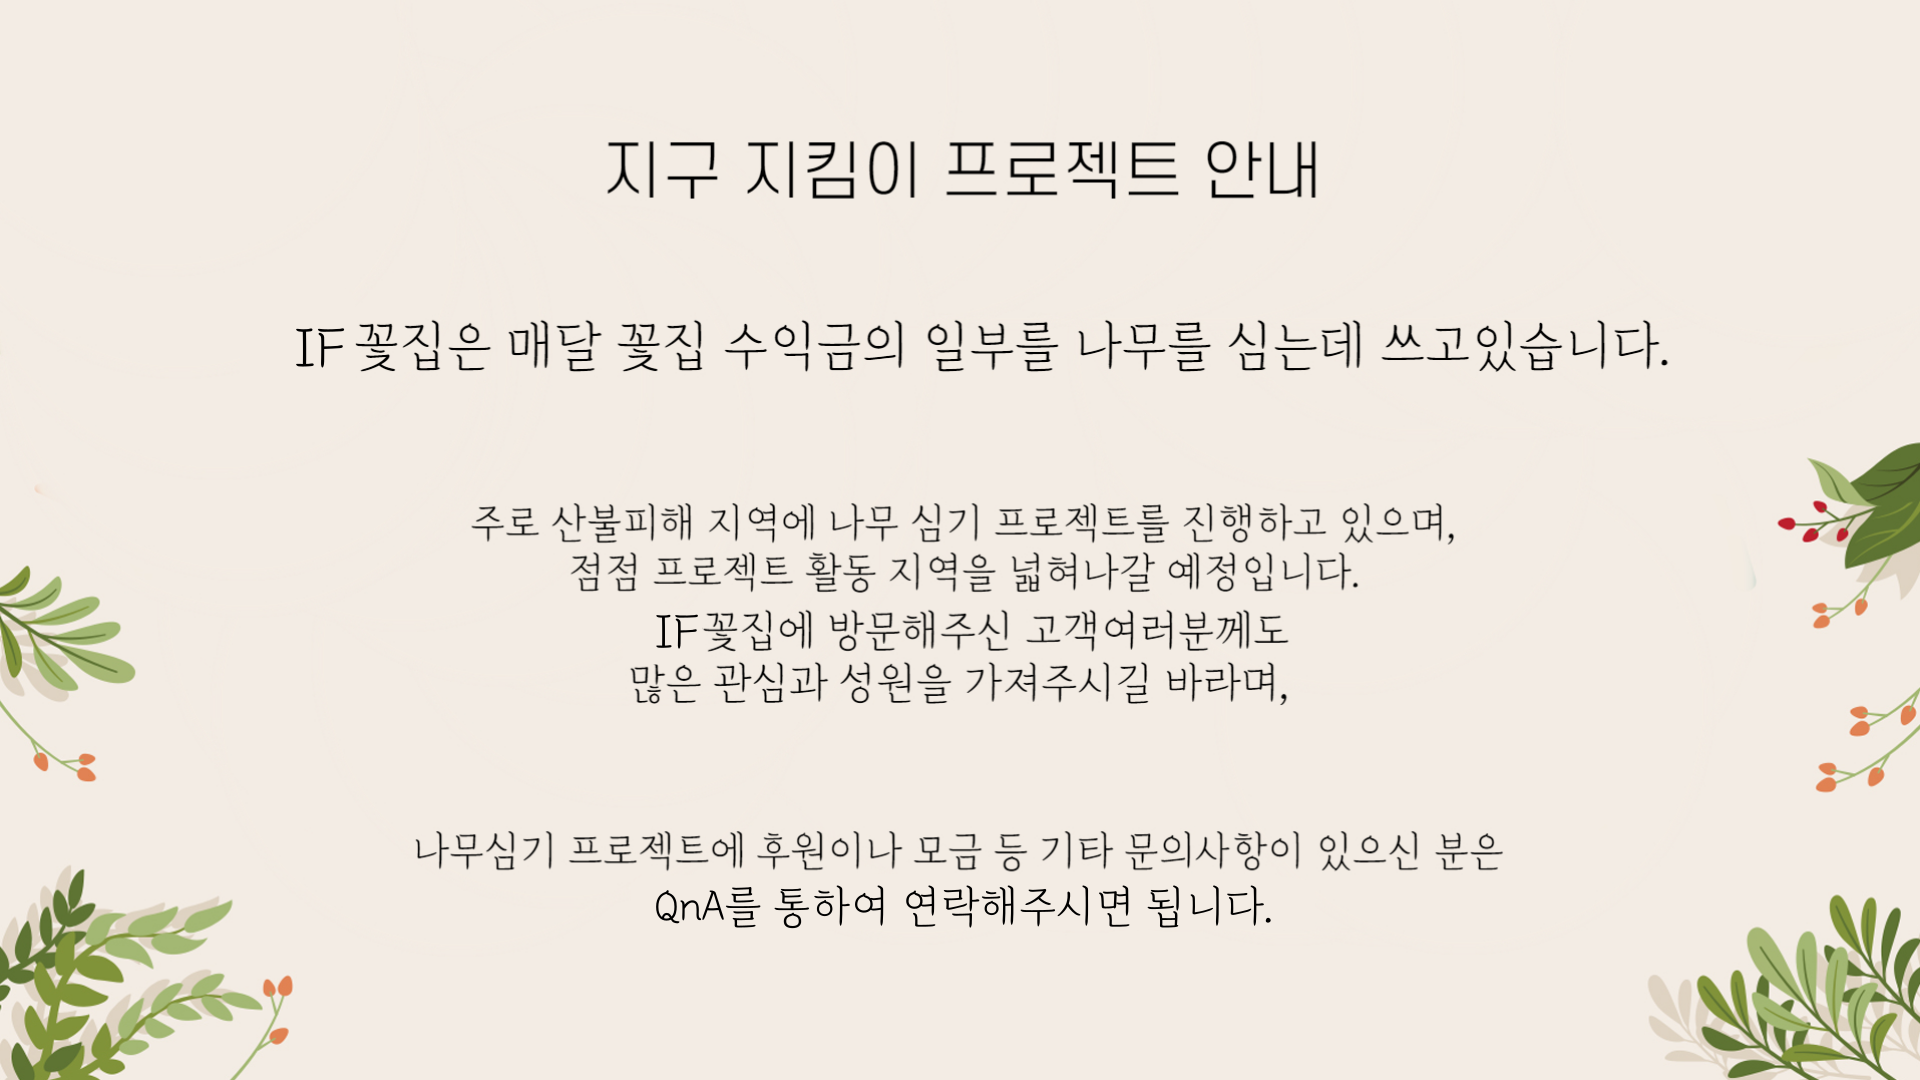 지구 지킴이 프로젝트 안내
IF꽃집은 매달 꽃집 수익금의 일부를 나무를 심는데 쓰고있습니다.
주로 산불피해 지역에 나무 심기 프로젝트를 진행하고 있으며,
점점 프로젝트 활동 지역을 넓혀나갈 예정입니다.
IF꽃집에 방문해주신 고객여러분께도
많은 관심과 성원을 가져주시길 바라며,
나무심기 프로젝트에 후원이나 모금 등 기타 문의사항이 있으신 분은
QnA를 통하여 연락해주시면 됩니다.